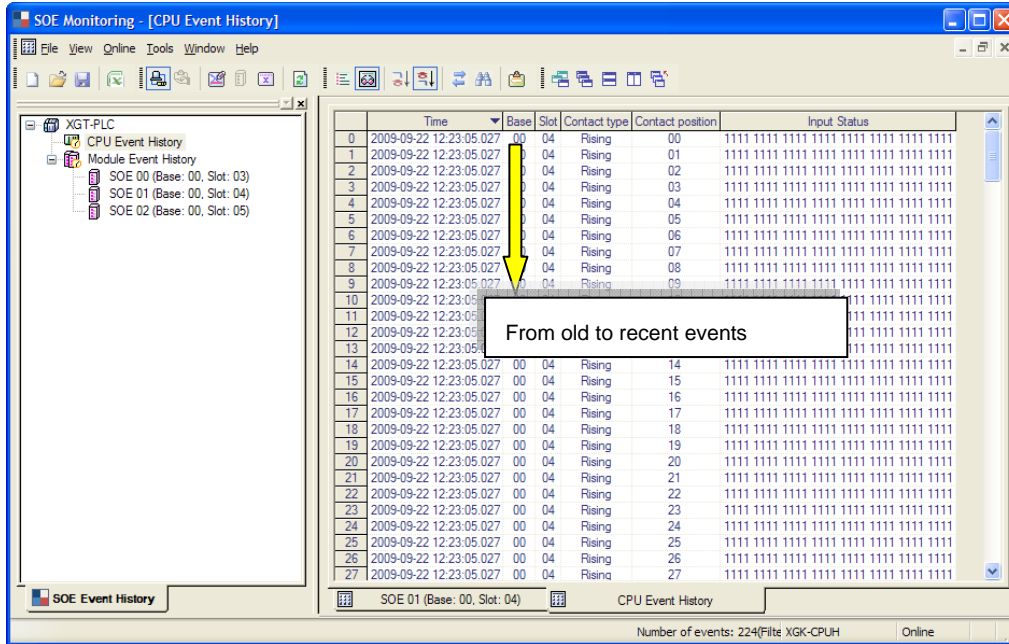 SOE Monitoring - [CPU Event History]
File View Online Tools Window Help
XGT-PLC
CPU Event History
Module Event History
SOE 00 (Base: 00, Slot: 03)
SOE 01 (Base: 00, Slot: 04)
SOE 02 (Base: 00, Slot: 05)
SOE Event History
Time Base Slot Contact type Contact position Input Status
0 2009-09-22 12:23:05.027 00 04 Rising 00 1111 1111 1111 1111 1111 1111 1111 1111
1 2009-09-22 12:23:05.027 04 Rising 01 1111 1111 1111 1111 1111 1111 1111 1111
2 2009-09-22 12:23:05.027 04 Rising 02 1111 1111 1111 1111 1111 1111 1111 1111
3 2009-09-22 12:23:05.027 04 Rising 03 1111 1111 1111 1111 1111 1111 1111 1111
4 2009-09-22 12:23:05.027 04 Rising 04 1111 1111 1111 1111 1111 1111 1111 1111
5 2009-09-22 12:23:05.027 04 Rising 05 1111 1111 1111 1111 1111 1111 1111 1111
6 2009-09-22 12:23:05.027 04 Rising 06 1111 1111 1111 1111 1111 1111 1111 1111
7 2009-09-22 12:23:05.027 04 Rising 07 1111 1111 1111 1111 1111 1111 1111 1111
8 2009-09-22 12:23:05.027 04 Rising 08 1111 1111 1111 1111 1111 1111 1111 1111
9 2009-09-22 12:23:05.027 04 Rising 09 1111 1111 1111 1111 1111 1111 1111 1111
10 2009-09-22 1111 1111 1111 1111
11 2009-09-22 1111 1111 1111
12 2009-09-22 1111 1111 1111
13 2009-09-22 1111 1111 1111
From old to recent events
14 2009-09-22 12:23:05.027 00 04 Rising 14 1111 1111 1111 1111 1111 1111 1111 1111
15 2009-09-22 12:23:05.027 00 04 Rising 15 1111 1111 1111 1111 1111 1111 1111 1111
16 2009-09-22 12:23:05.027 00 04 Rising 16 1111 1111 1111 1111 1111 1111 1111 1111
17 2009-09-22 12:23:05.027 00 04 Rising 17 1111 1111 1111 1111 1111 1111 1111 1111
18 2009-09-22 12:23:05.027 00 04 Rising 18 1111 1111 1111 1111 1111 1111 1111 1111
19 2009-09-22 12:23:05.027 00 04 Rising 19 1111 1111 1111 1111 1111 1111 1111 1111
20 2009-09-22 12:23:05.027 00 04 Rising 20 1111 1111 1111 1111 1111 1111 1111 1111
21 2009-09-22 12:23:05.027 00 04 Rising 21 1111 1111 1111 1111 1111 1111 1111 1111
22 2009-09-22 12:23:05.027 00 04 Rising 22 1111 1111 1111 1111 1111 1111 1111 1111
23 2009-09-22 12:23:05.027 00 04 Rising 23 1111 1111 1111 1111 1111 1111 1111 1111
24 2009-09-22 12:23:05.027 00 04 Rising 24 1111 1111 1111 1111 1111 1111 1111 1111
25 2009-09-22 12:23:05.027 00 04 Rising 25 1111 1111 1111 1111 1111 1111 1111 1111
26 2009-09-22 12:23:05.027 00 04 Rising 26 1111 1111 1111 1111 1111 1111 1111 1111
27 2009-09-22 12:23:05.027 00 04 Rising 27 1111 1111 1111 1111 1111 1111 1111 1111
SOE 01 (Base: 00, Slot: 04) CPU Event History
Number of events: 224(Filte XGK-CPUH Online